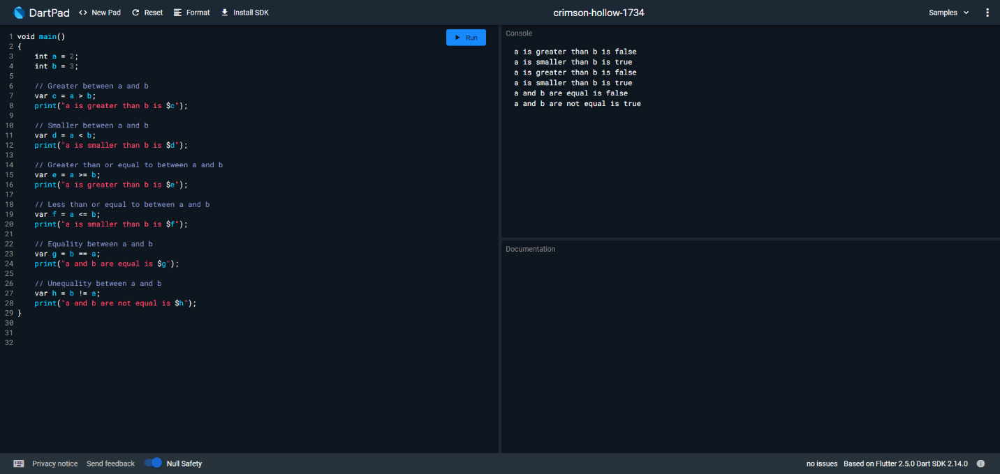 DartPad <> New Pad Reset Format Install SDK crimson-hollow-1734 Samples
1 void main()
2 {
3     int a = 2;
4     int b = 3;
5
6     // Greater between a and b
7     var c = a > b;
8     print("a is greater than b is $c");
9
10     // Smaller between a and b
11     var d = a < b;
12     print("a is smaller than b is $d");
13
14     // Greater than or equal to between a and b
15     var e = a >= b;
16     print("a is greater than b is $e");
17
18     // Less than or equal to between a and b
19     var f = a <= b;
20     print("a is smaller than b is $f");
21
22     // Equality between a and b
23     var g = b == a;
24     print("a and b are equal is $g");
25
26     // Unequality between a and b
27     var h = b != a;
28     print("a and b are not equal is $h");
29 }
30
31
32
Run
Console
a is greater than b is false
a is smaller than b is true
a is greater than b is false
a is smaller than b is true
a and b are equal is false
a and b are not equal is true
Documentation
Privacy notice Send feedback Null Safety no issues Based on Flutter 2.5.0 Dart SDK 2.14.0